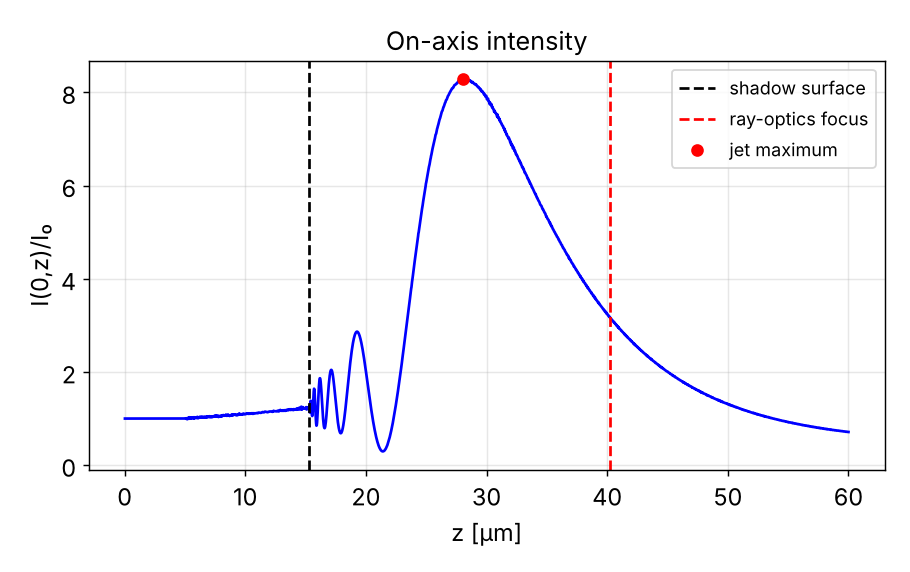 On-axis intensity
shadow surface
ray-optics focus
jet maximum
8
6
4
2
0
I(0,z)/I₀
0 10 20 30 40 50 60
z [µm]